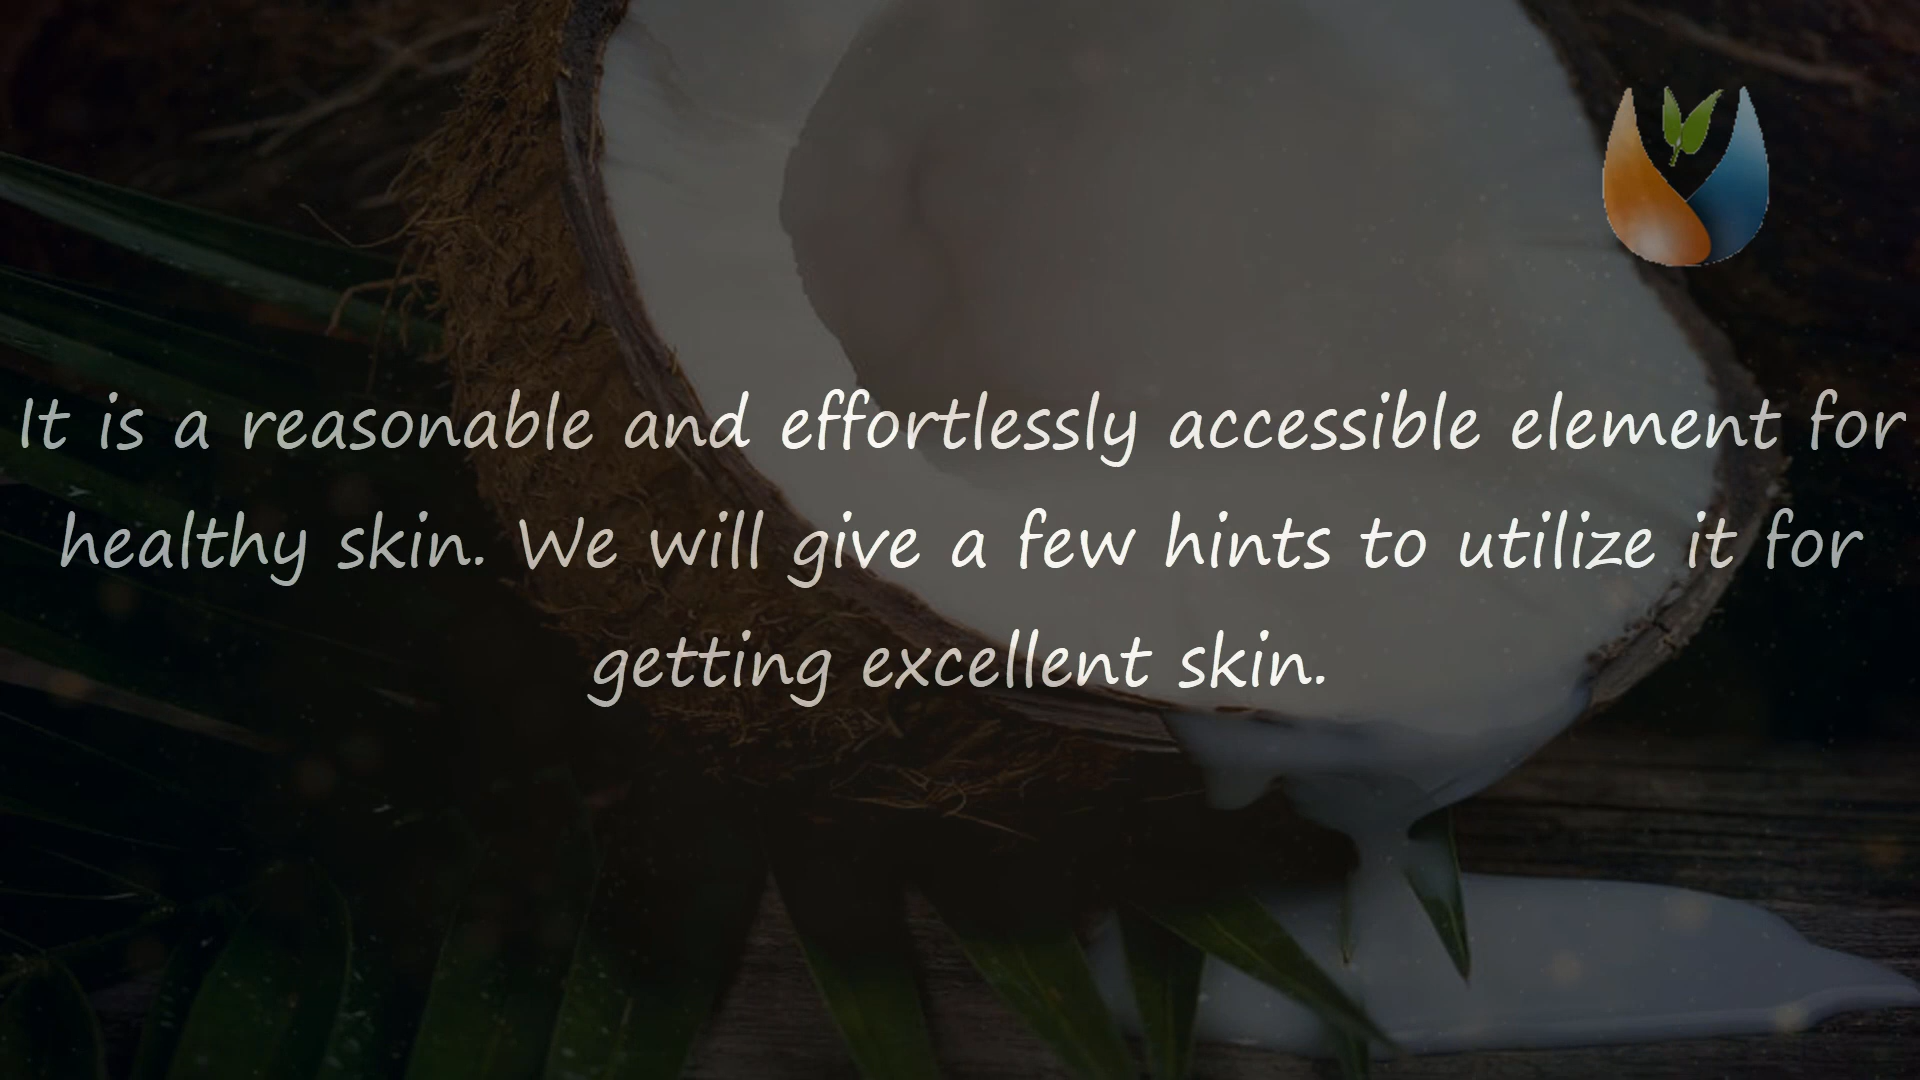 It is a reasonable and effortlessly accessible element for
healthy skin. We will give a few hints to utilize it for
getting excellent skin.